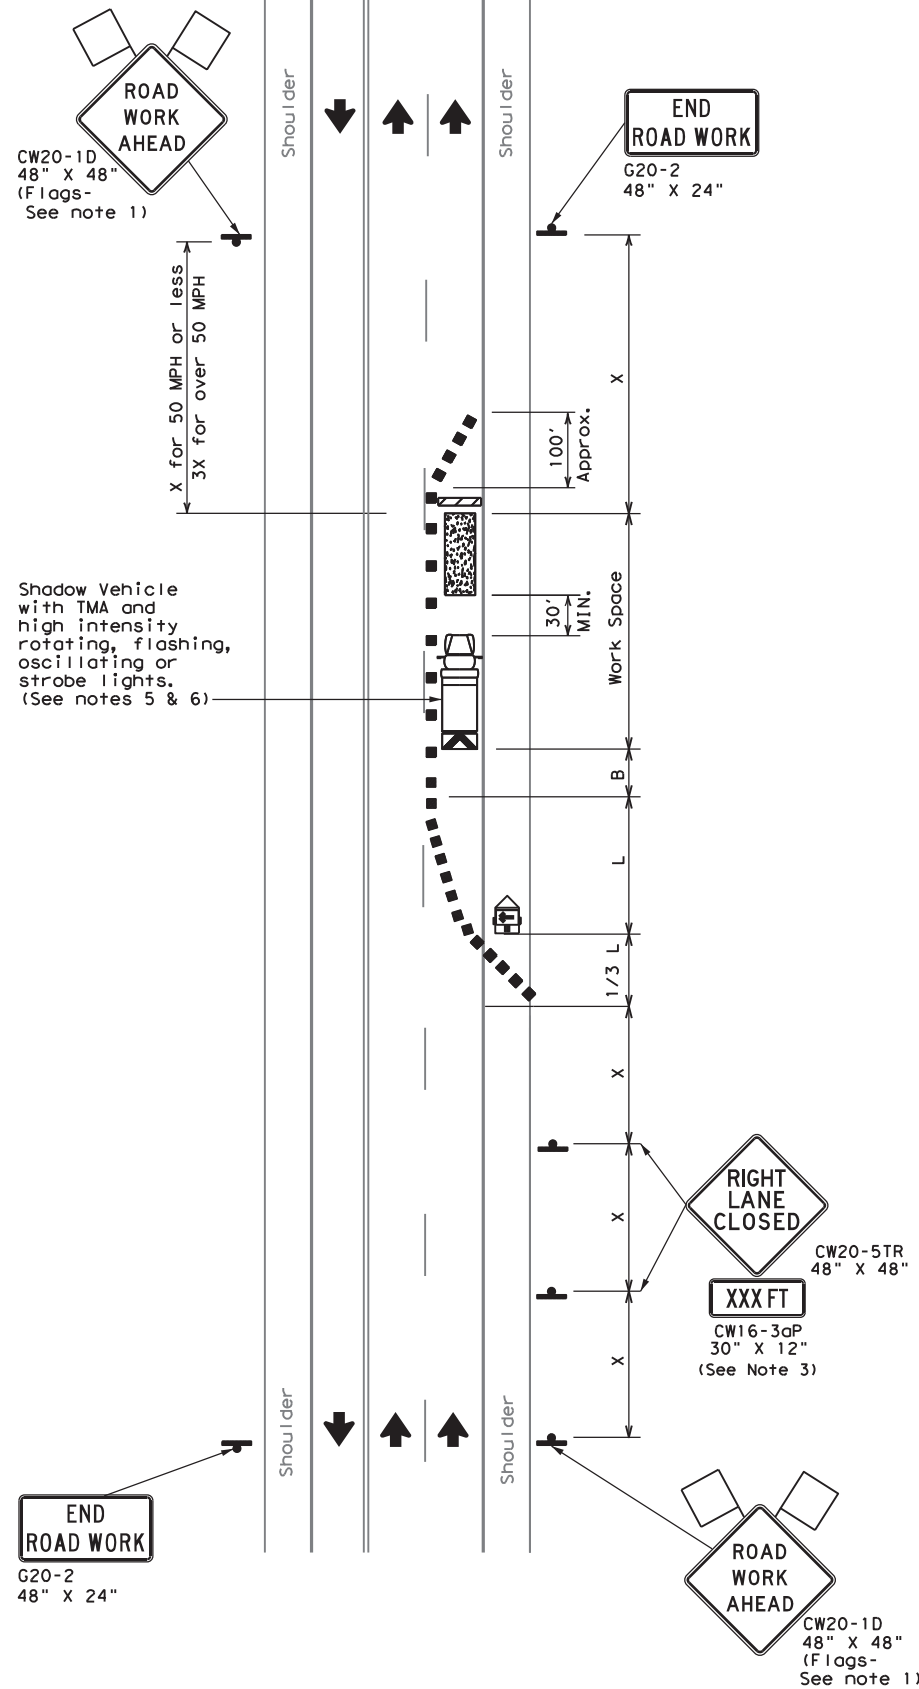 ROAD
WORK
AHEAD
CW20-1D
48" X 48"
(Flags-
See note 1)
Shoulder
Shoulder
END
ROAD WORK
G20-2
48" X 24"
X for 50 MPH or less
3X for over 50 MPH
X
100'
Approx.
Shadow Vehicle
with TMA and
high intensity
rotating, flashing,
oscillating or
strobe lights.
(See notes 5 & 6)
30'
MIN.
Work Space
B
L
1/3 L
X
X
RIGHT
LANE
CLOSED
CW20-5TR
48" X 48"
XXX FT
CW16-3aP
30" X 12"
(See Note 3)
X
Shoulder
Shoulder
END
ROAD WORK
G20-2
48" X 24"
ROAD
WORK
AHEAD
CW20-1D
48" X 48"
(Flags-
See note 1)